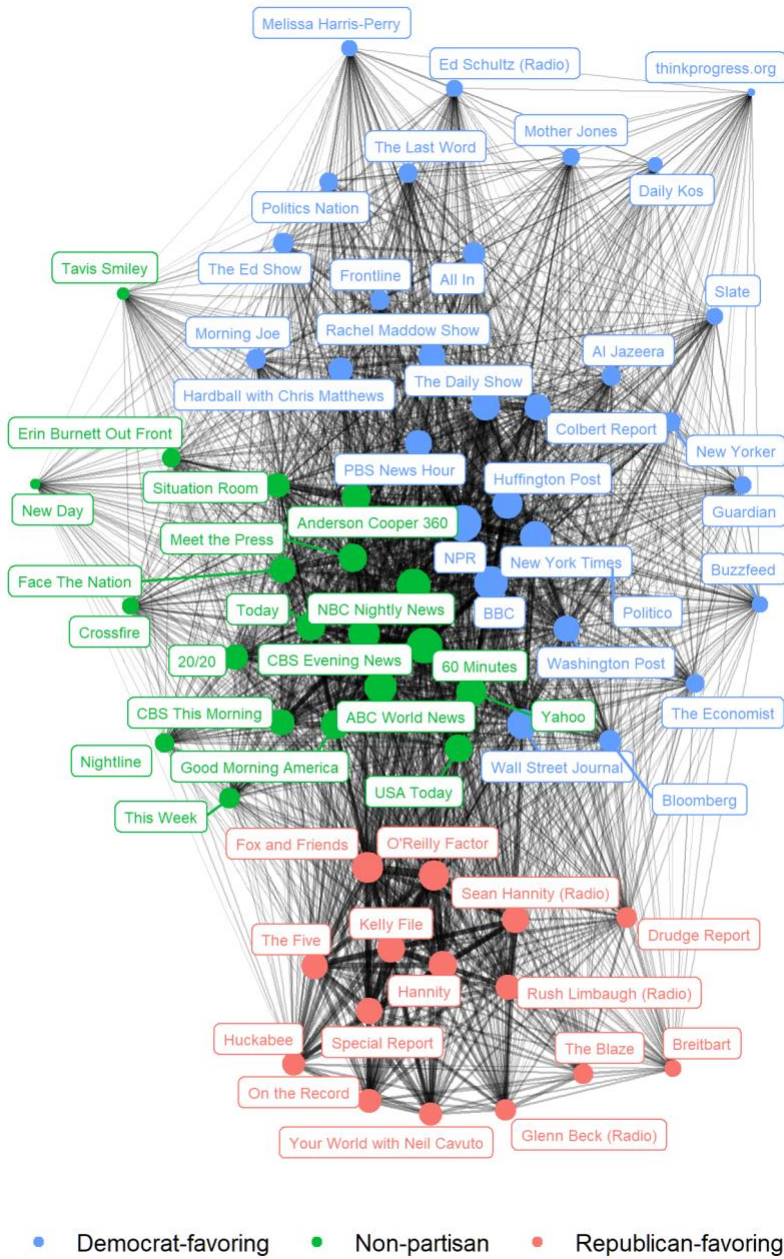 Melissa Harris-Perry
Ed Schultz (Radio)
thinkprogress.org
Mother Jones
The Last Word
Daily Kos
Politics Nation
Tavis Smiley
The Ed Show
Frontline
All In
Slate
Morning Joe
Rachel Maddow Show
Al Jazeera
Hardball with Chris Matthews
The Daily Show
Colbert Report
Erin Burnett Out Front
New Yorker
PBS News Hour
Huffington Post
Situation Room
New Day
Guardian
Anderson Cooper 360
Meet the Press
NPR
New York Times
Buzzfeed
Face The Nation
Today
NBC Nightly News
BBC
Politico
Crossfire
20/20
CBS Evening News
60 Minutes
Washington Post
CBS This Morning
ABC World News
Yahoo
The Economist
Nightline
Good Morning America
Wall Street Journal
USA Today
Bloomberg
This Week
Fox and Friends
O'Reilly Factor
Sean Hannity (Radio)
Kelly File
The Five
Drudge Report
Hannity
Rush Limbaugh (Radio)
Huckabee
Special Report
The Blaze
Breitbart
On the Record
Your World with Neil Cavuto
Glenn Beck (Radio)
Democrat-favoring
Non-partisan
Republican-favoring